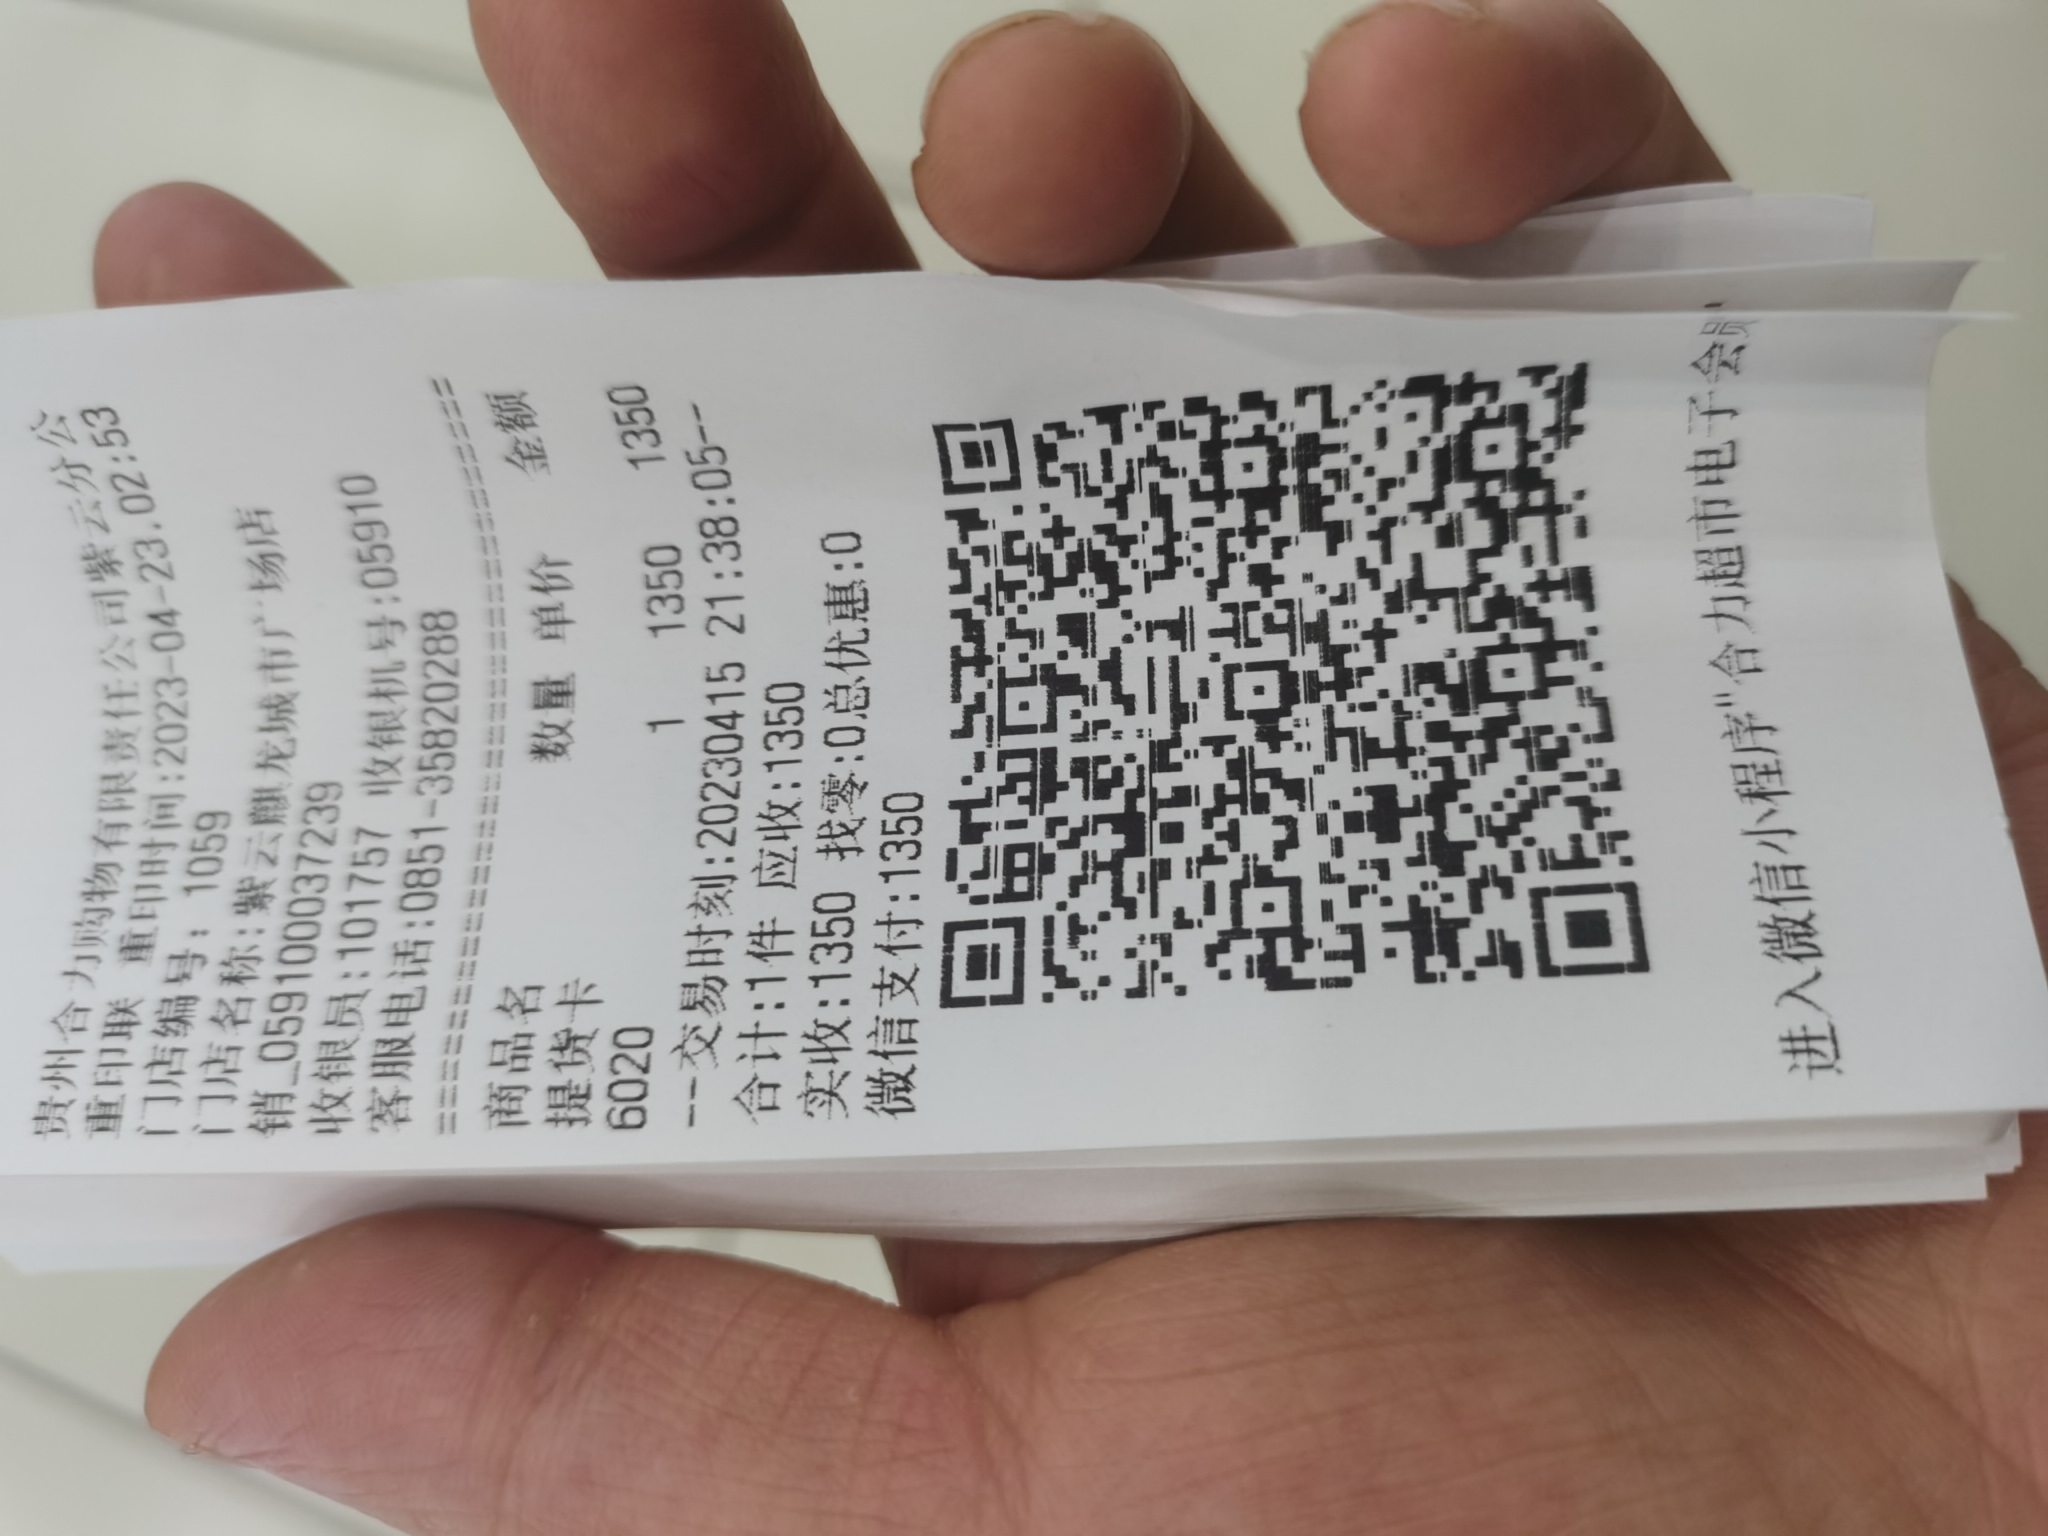 贵州合力购物有限责任公司紫云分公
重印联 重印时间:2023-04-23.02:53
门店编号: 1059
门店名称:紫云麒龙城市广场店
销_0591000037239
收银员:101757 收银机号:05910
客服电话:0851-35820288
================================
商品名 数量 单价 金额
提货卡
6020 1 1350 1350
--交易时刻:20230415 21:38:05--
合计:1件 应收:1350
实收:1350 找零:0总优惠:0
微信支付:1350
进入微信小程序"合力超市电子会员"